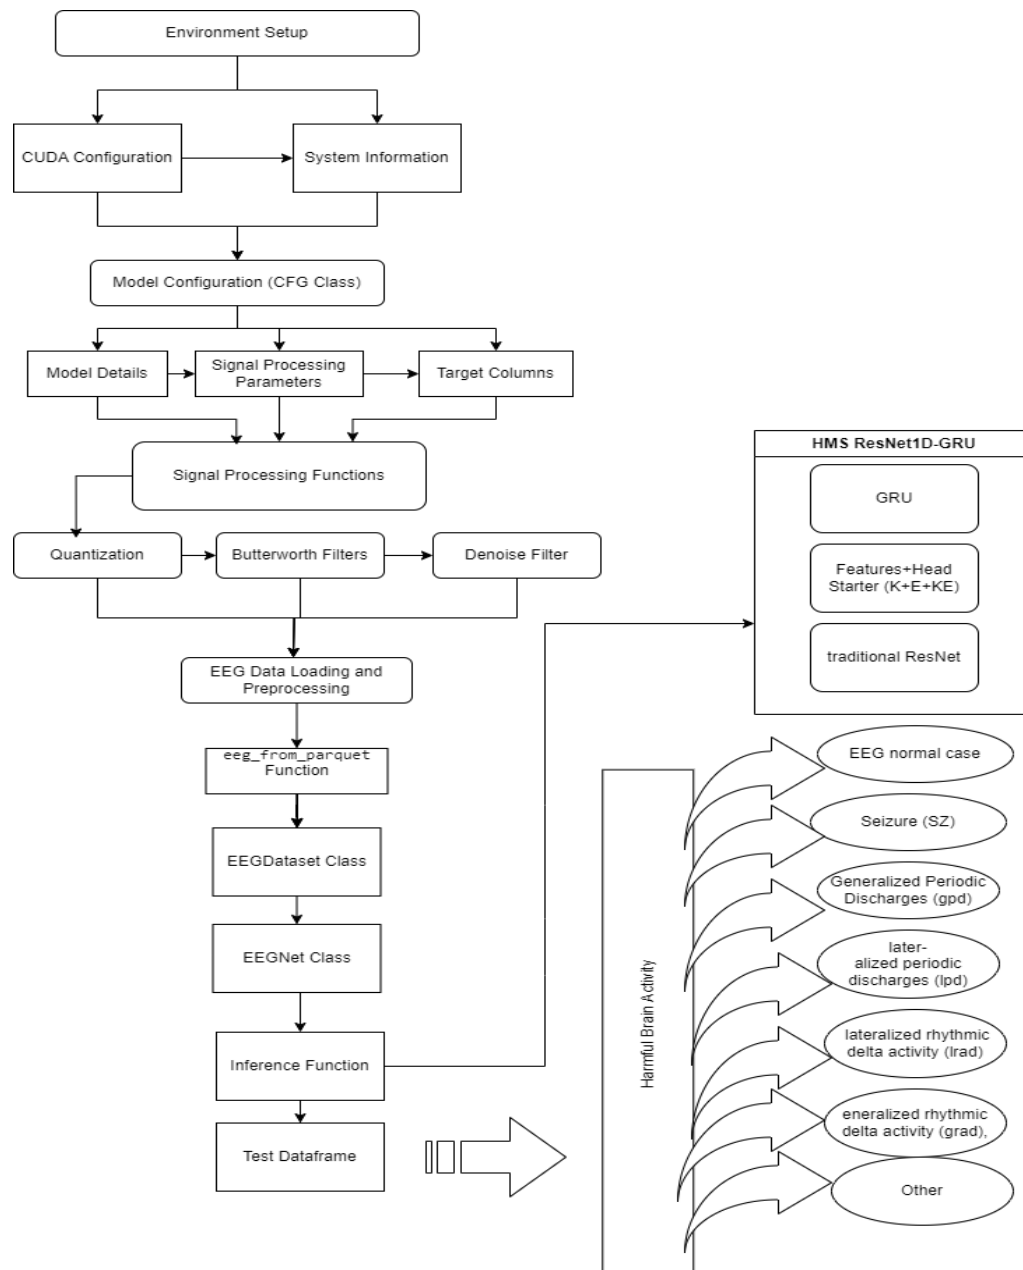 Environment Setup
CUDA Configuration
System Information
Model Configuration (CFG Class)
Model Details
Signal Processing
Parameters
Target Columns
Signal Processing Functions
Quantization
Butterworth Filters
Denoise Filter
EEG Data Loading and
Preprocessing
eeg_from_parquet
Function
EEGDataset Class
EEGNet Class
Inference Function
Test Dataframe
HMS ResNet1D-GRU
GRU
Features+Head
Starter (K+E+KE)
traditional ResNet
Harmful Brain Activity
EEG normal case
Seizure (SZ)
Generalized Periodic
Discharges (gpd)
later-
alized periodic
discharges (lpd)
lateralized rhythmic
delta activity (lrad)
eneralized rhythmic
delta activity (grad),
Other